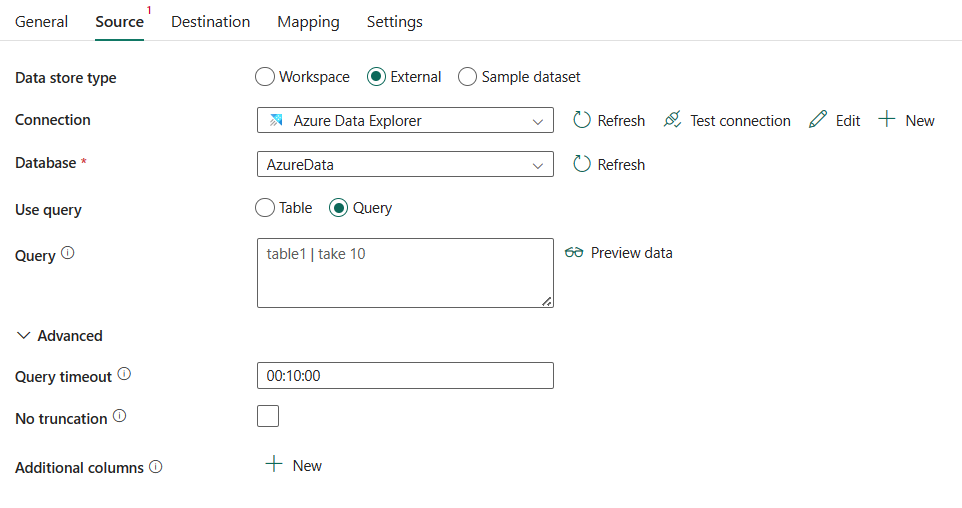 General Source 1 Destination Mapping Settings
Data store type Workspace External Sample dataset
Connection Azure Data Explorer Refresh Test connection Edit New
Database * AzureData Refresh
Use query Table Query
Query table1 | take 10 Preview data
Advanced
Query timeout 00:10:00
No truncation
Additional columns New